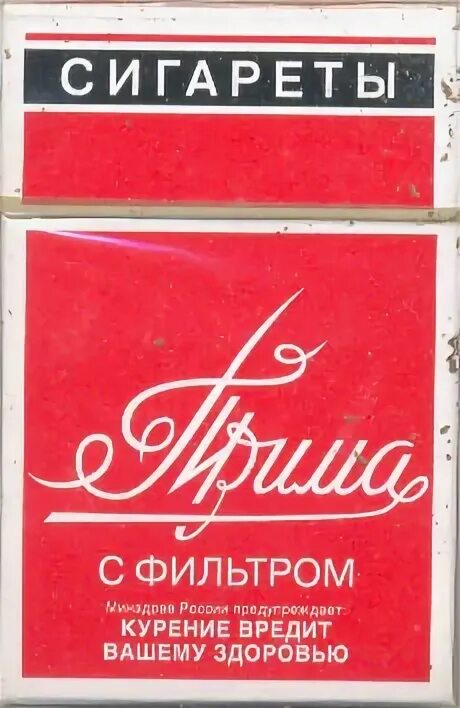 СИГАРЕТЫ
Прима
С ФИЛЬТРОМ
Минздрав России предупреждает:
КУРЕНИЕ ВРЕДИТ
ВАШЕМУ ЗДОРОВЬЮ